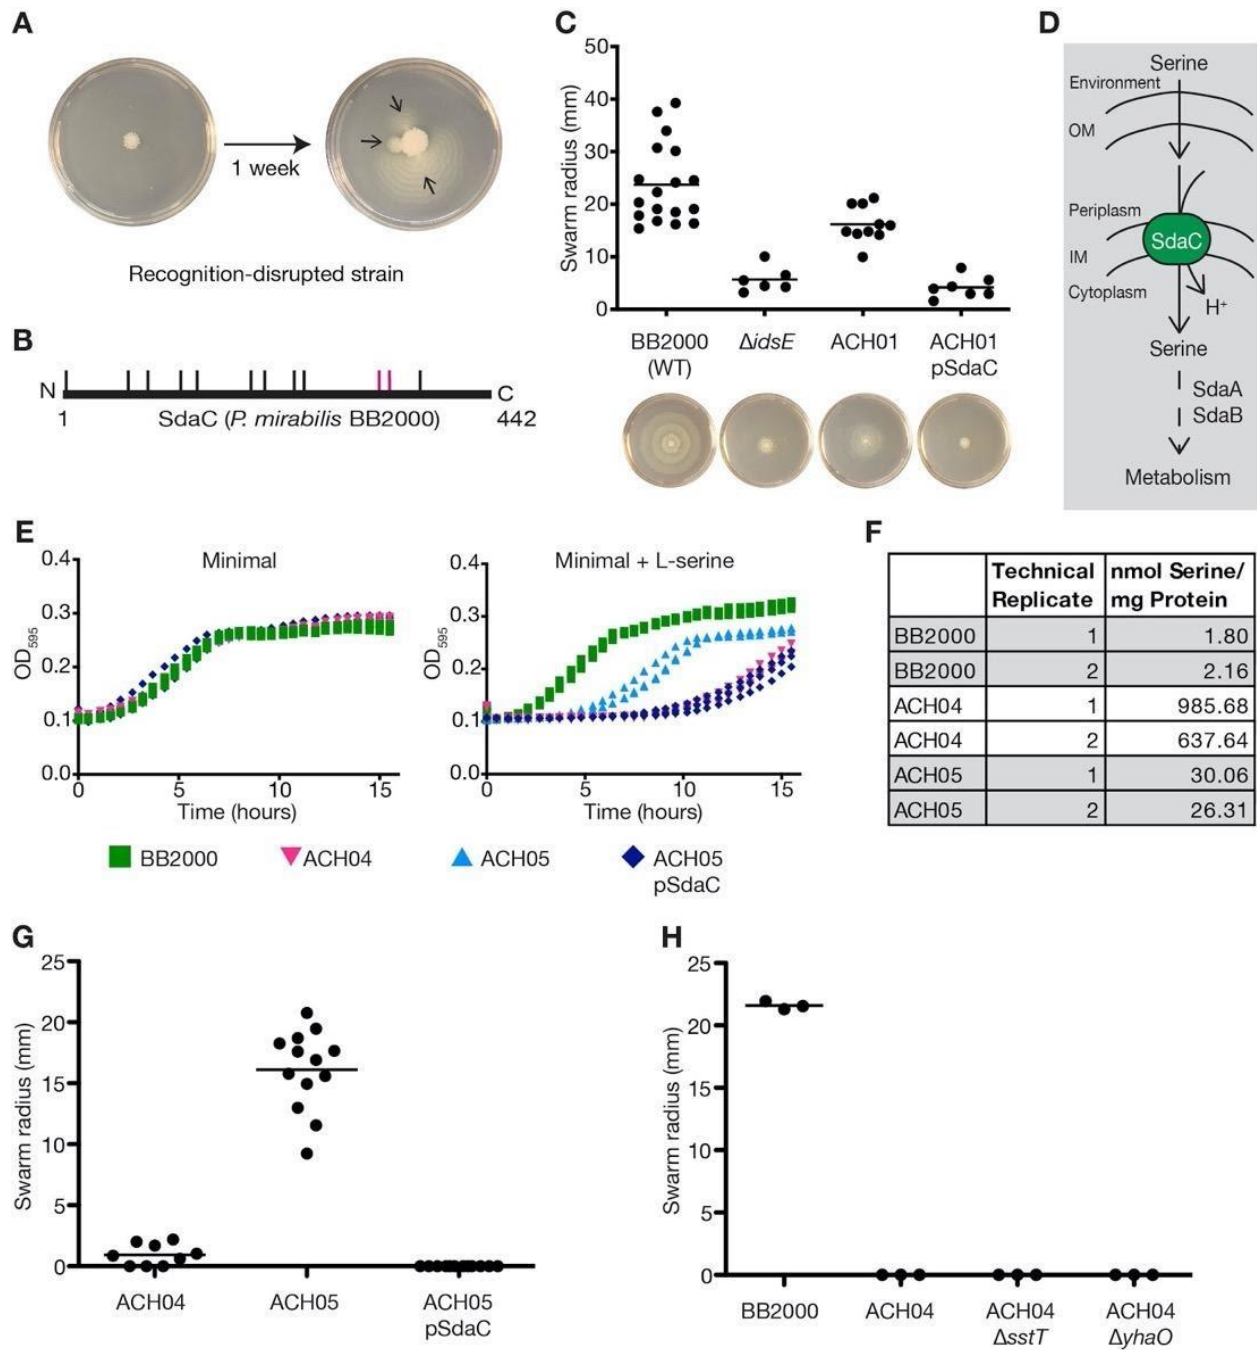 A
1 week
Recognition-disrupted strain
B
N
C
1
SdaC (P. mirabilis BB2000)
442
C
Swarm radius (mm)
50
40
30
20
10
0
BB2000
(WT)
ΔidsE
ACH01
ACH01
pSdaC
D
Serine
Environment
OM
Periplasm
SdaC
IM
Cytoplasm
H⁺
Serine
SdaA
SdaB
Metabolism
E
Minimal
OD₅₉₅
0.4
0.3
0.2
0.1
0.0
0 5 10 15
Time (hours)
Minimal + L-serine
OD₅₉₅
0.4
0.3
0.2
0.1
0.0
0 5 10 15
Time (hours)
BB2000 ACH04 ACH05 ACH05
pSdaC
F
Technical
Replicate
nmol Serine/
mg Protein
BB2000 1 1.80
BB2000 2 2.16
ACH04 1 985.68
ACH04 2 637.64
ACH05 1 30.06
ACH05 2 26.31
G
Swarm radius (mm)
25
20
15
10
5
0
ACH04
ACH05
ACH05
pSdaC
H
Swarm radius (mm)
25
20
15
10
5
0
BB2000
ACH04
ACH04
ΔsstT
ACH04
ΔyhaO